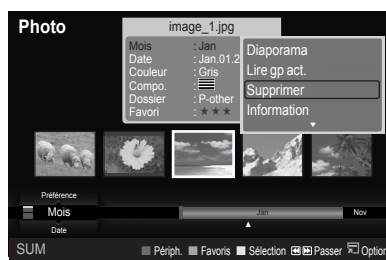 Photo
image_1.jpg
Mois : Jan
Date : Jan.01.2
Couleur : Gris
Compo. :
Dossier : P-other
Favori : ★★★
Diaporama
Lire gp act.
Supprimer
Information
Préférence
Mois
Jan
Nov
Date
SUM
Périph.
Favoris
Sélection
Passer
Option